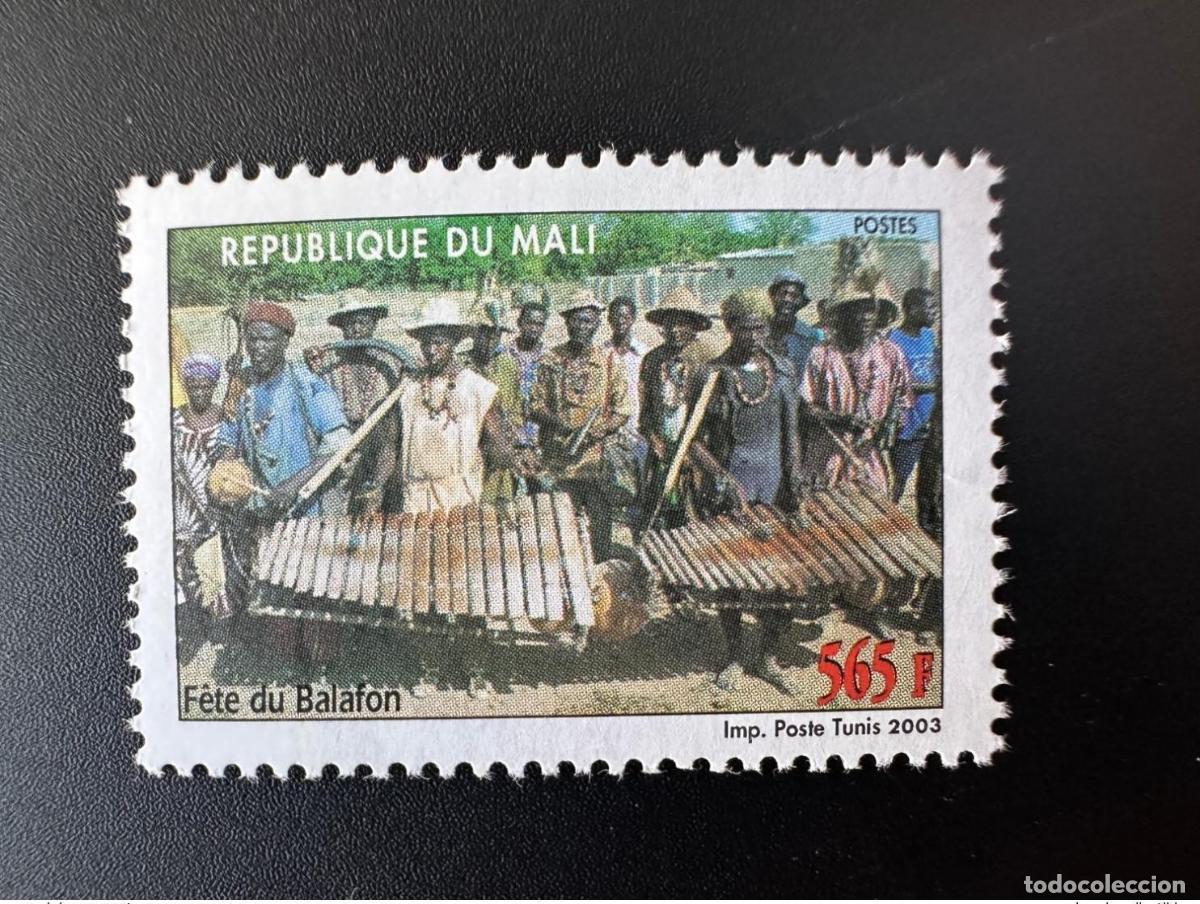 REPUBLIQUE DU MALI
POSTES
565 F
Fête du Balafon
Imp. Poste Tunis 2003
todocoleccion